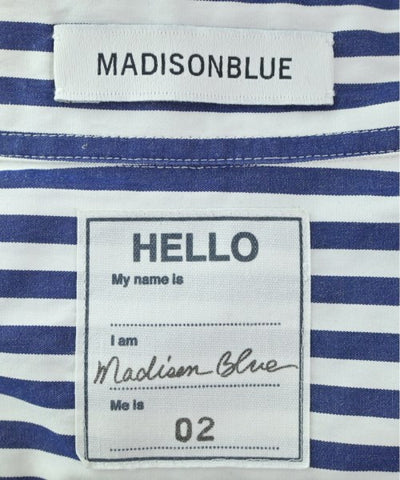 MADISONBLUE
HELLO
My name is
I am
Madison Blue
Me is
02